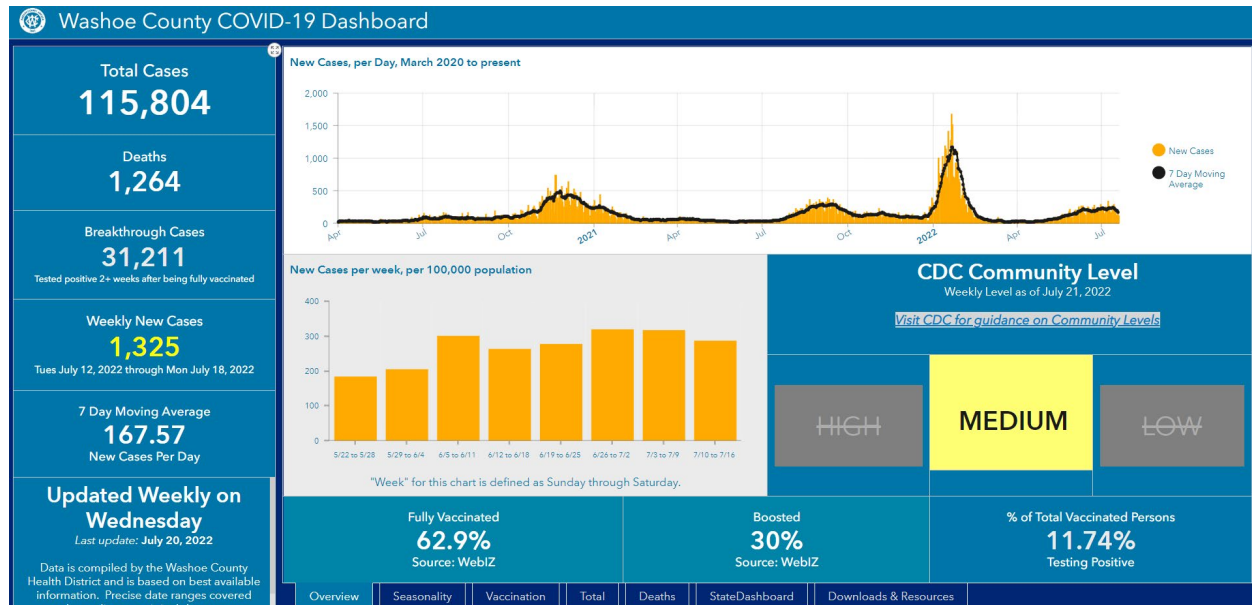 Washoe County COVID-19 Dashboard
Total Cases
115,804
Deaths
1,264
Breakthrough Cases
31,211
Tested positive 2+ weeks after being fully vaccinated
Weekly New Cases
1,325
Tues July 12, 2022 through Mon July 18, 2022
7 Day Moving Average
167.57
New Cases Per Day
Updated Weekly on
Wednesday
Last update: July 20, 2022
Data is compiled by the Washoe County
Health District and is based on best available
information. Precise date ranges covered
New Cases, per Day, March 2020 to present
2,000
1,500
1,000
500
0
Apr
Jul
Oct
2021
Apr
Jul
Oct
2022
Apr
Jul
New Cases
7 Day Moving
Average
New Cases per week, per 100,000 population
400
300
200
100
0
5/22 to 5/28
5/29 to 6/4
6/5 to 6/11
6/12 to 6/18
6/19 to 6/25
6/26 to 7/2
7/3 to 7/9
7/10 to 7/16
"Week" for this chart is defined as Sunday through Saturday.
CDC Community Level
Weekly Level as of July 21, 2022
Visit CDC for guidance on Community Levels
HIGH
MEDIUM
LOW
Fully Vaccinated
62.9%
Source: WebIZ
Boosted
30%
Source: WebIZ
% of Total Vaccinated Persons
11.74%
Testing Positive
Overview
Seasonality
Vaccination
Total
Deaths
StateDashboard
Downloads & Resources